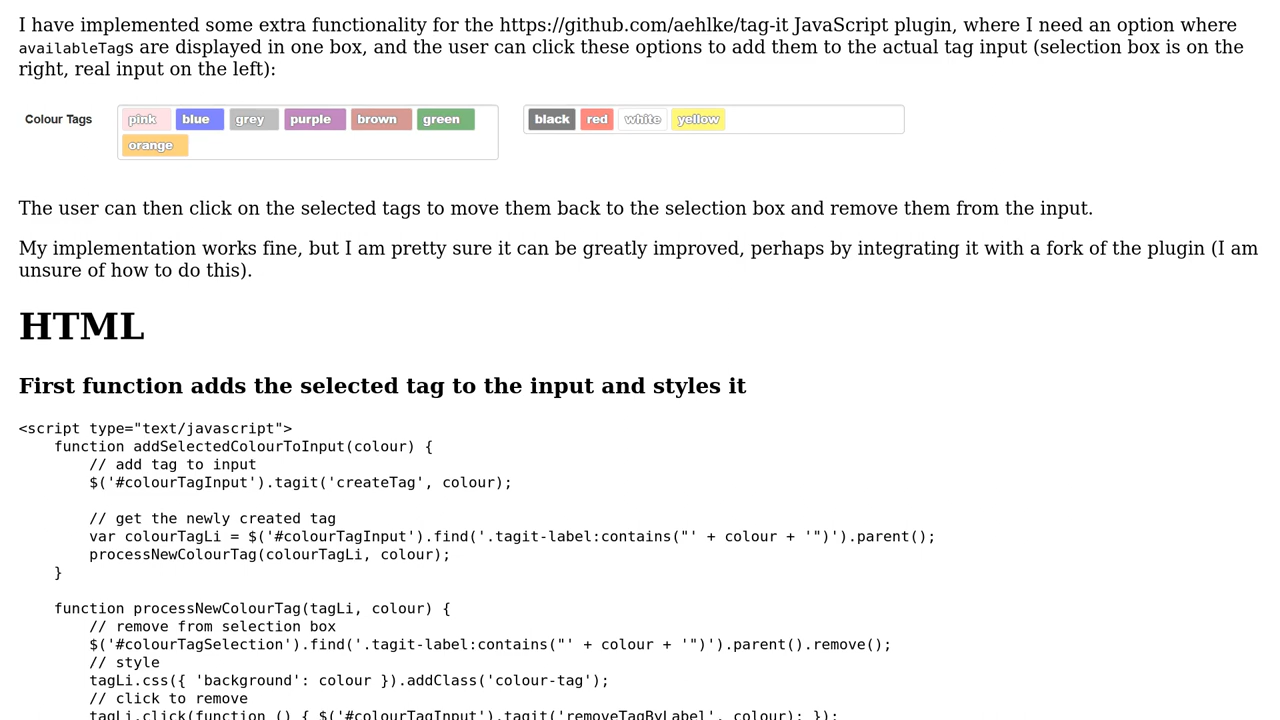 I have implemented some extra functionality for the https://github.com/aehlke/tag-it JavaScript plugin, where I need an option where
availableTags are displayed in one box, and the user can click these options to add them to the actual tag input (selection box is on the
right, real input on the left):
Colour Tags pink blue grey purple brown green black red white yellow
orange
The user can then click on the selected tags to move them back to the selection box and remove them from the input.
My implementation works fine, but I am pretty sure it can be greatly improved, perhaps by integrating it with a fork of the plugin (I am
unsure of how to do this).
HTML
First function adds the selected tag to the input and styles it
<script type="text/javascript">
    function addSelectedColourToInput(colour) {
        // add tag to input
        $('#colourTagInput').tagit('createTag', colour);
        // get the newly created tag
        var colourTagLi = $('#colourTagInput').find('.tagit-label:contains("' + colour + '")').parent();
        processNewColourTag(colourTagLi, colour);
    }
    function processNewColourTag(tagLi, colour) {
        // remove from selection box
        $('#colourTagSelection').find('.tagit-label:contains("' + colour + '")').parent().remove();
        // style
        tagLi.css({ 'background': colour }).addClass('colour-tag');
        // click to remove
        tagLi.click(function () { $('#colourTagInput').tagit('removeTagByLabel', colour); });